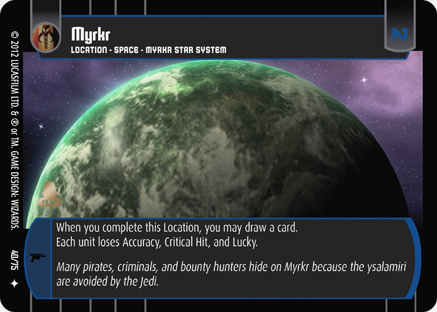 Myrkr
LOCATION - SPACE - MYRKR STAR SYSTEM
When you complete this Location, you may draw a card.
Each unit loses Accuracy, Critical Hit, and Lucky.
Many pirates, criminals, and bounty hunters hide on Myrkr because the ysalamiri
are avoided by the Jedi.
© 2012 LUCASFILM LTD. & ® or TM. GAME DESIGN: WIZARDS.
40/75